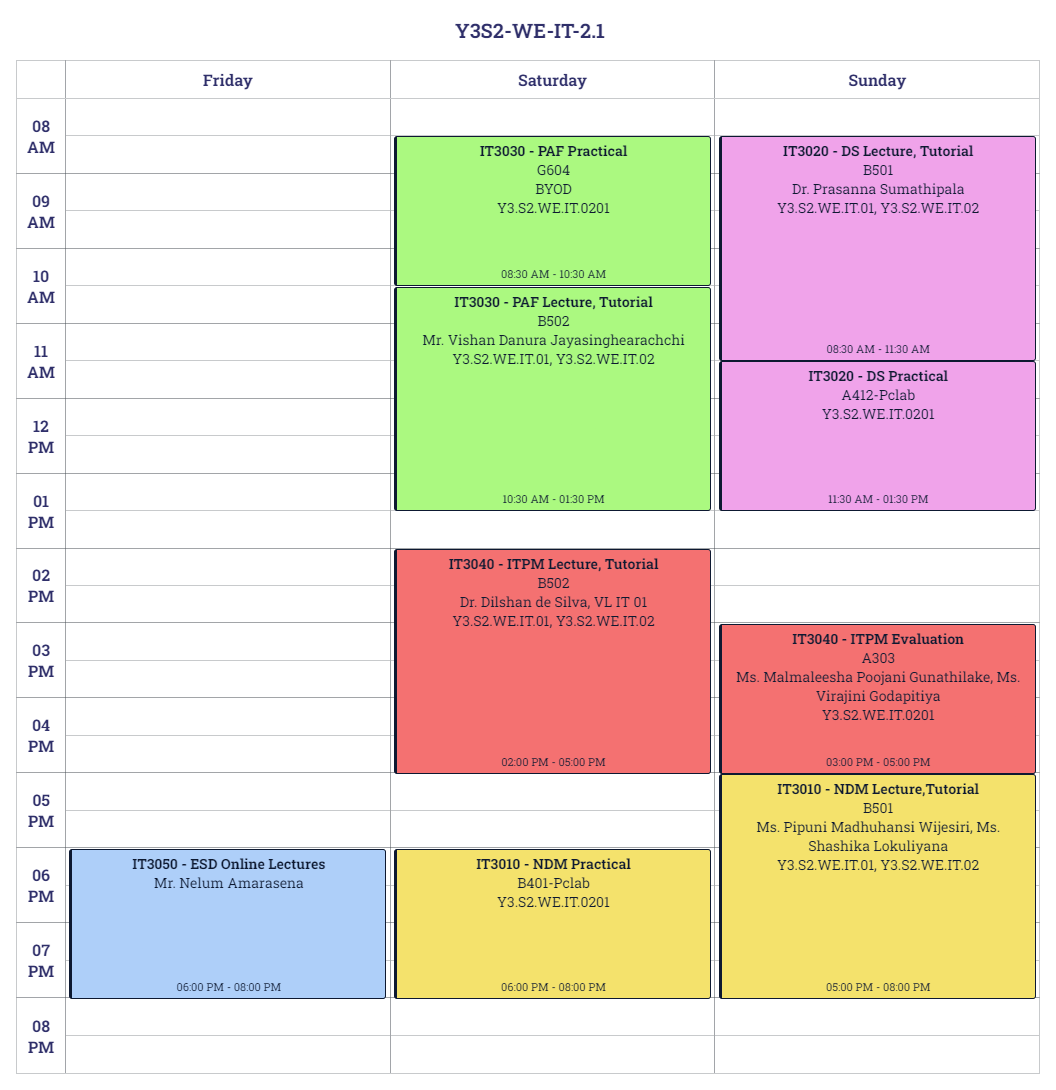 Y3S2-WE-IT-2.1
Friday
Saturday
Sunday
08
AM
09
AM
10
AM
11
AM
12
PM
01
PM
02
PM
03
PM
04
PM
05
PM
06
PM
07
PM
08
PM
IT3050 - ESD Online Lectures
Mr. Nelum Amarasena
06:00 PM - 08:00 PM
IT3030 - PAF Practical
G604
BYOD
Y3.S2.WE.IT.0201
08:30 AM - 10:30 AM
IT3030 - PAF Lecture, Tutorial
B502
Mr. Vishan Danura Jayasinghearachchi
Y3.S2.WE.IT.01, Y3.S2.WE.IT.02
10:30 AM - 01:30 PM
IT3040 - ITPM Lecture, Tutorial
B502
Dr. Dilshan de Silva, VL IT 01
Y3.S2.WE.IT.01, Y3.S2.WE.IT.02
02:00 PM - 05:00 PM
IT3010 - NDM Practical
B401-Pclab
Y3.S2.WE.IT.0201
06:00 PM - 08:00 PM
IT3020 - DS Lecture, Tutorial
B501
Dr. Prasanna Sumathipala
Y3.S2.WE.IT.01, Y3.S2.WE.IT.02
08:30 AM - 11:30 AM
IT3020 - DS Practical
A412-Pclab
Y3.S2.WE.IT.0201
11:30 AM - 01:30 PM
IT3040 - ITPM Evaluation
A303
Ms. Malmaleesha Poojani Gunathilake, Ms.
Virajini Godapitiya
Y3.S2.WE.IT.0201
03:00 PM - 05:00 PM
IT3010 - NDM Lecture,Tutorial
B501
Ms. Pipuni Madhuhansi Wijesiri, Ms.
Shashika Lokuliyana
Y3.S2.WE.IT.01, Y3.S2.WE.IT.02
05:00 PM - 08:00 PM